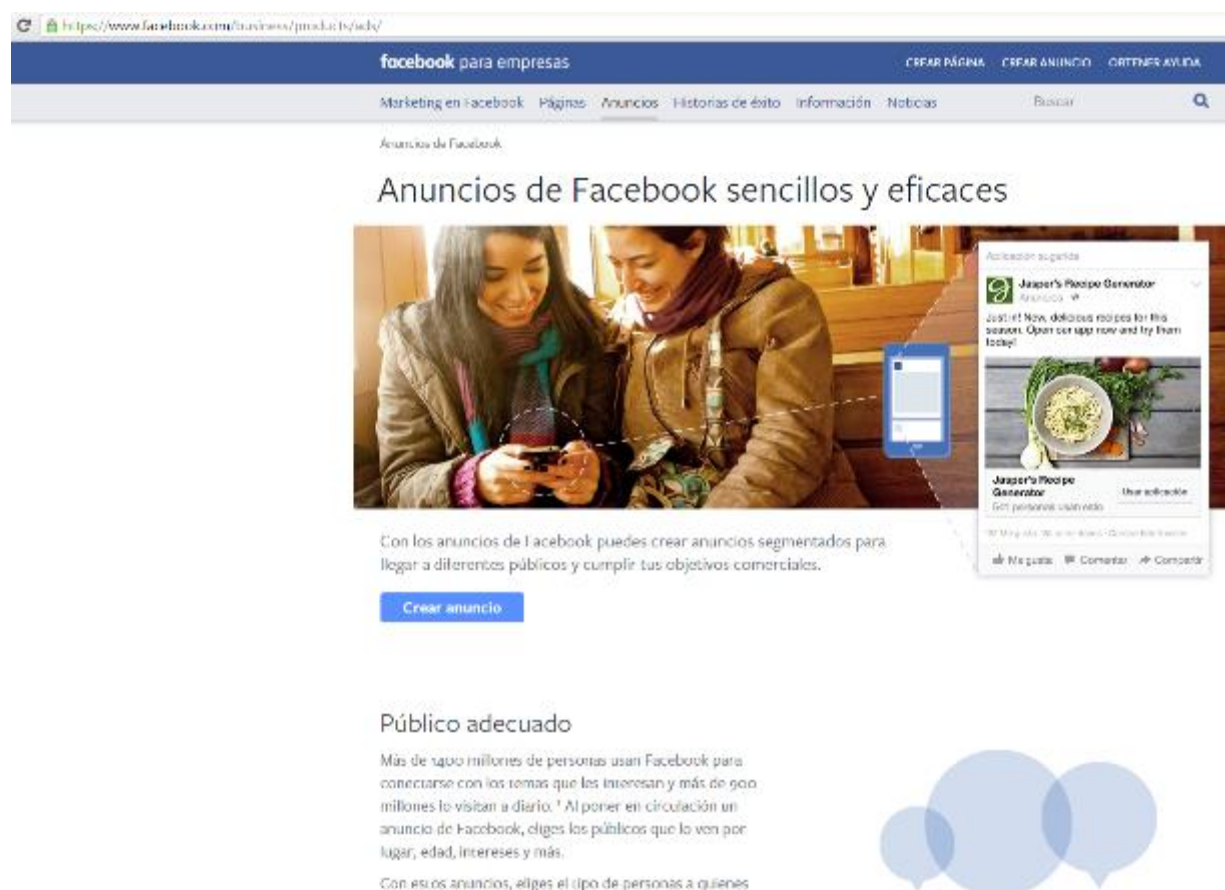 https://www.facebook.com/business/products/ads/
facebook para empresas
CREAR PÁGINA CREAR ANUNCIO OBTENER AYUDA
Marketing en Facebook Páginas Anuncios Historias de éxito Información Noticias Buscar
Anuncios de Facebook
Anuncios de Facebook sencillos y eficaces
Aplicación sugerida
Jasper's Recipe Generator
Just in! New, delicious recipes for this
season. Open our app now and try them
today!
Jasper's Recipe
Generator
Usar aplicación
personas usan esto
Me gusta Comentar Compartir
Con los anuncios de Facebook puedes crear anuncios segmentados para
llegar a diferentes públicos y cumplir tus objetivos comerciales.
Crear anuncio
Público adecuado
Más de 1400 millones de personas usan Facebook para
conectarse con los temas que les interesan y más de 900
millones lo visitan a diario. ¹ Al poner en circulación un
anuncio de Facebook, eliges los públicos que lo ven por
lugar, edad, intereses y más.
Con estos anuncios, eliges el tipo de personas a quienes